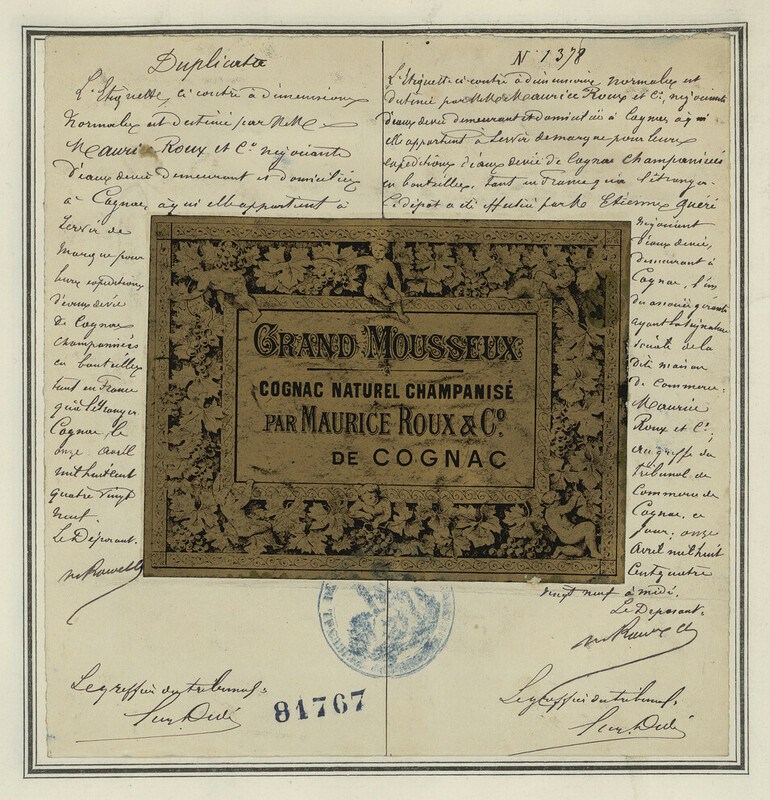 Duplicata
L'Etiquette ci contre à dimensions
normales est destinée par MM.
Maurice Roux et Cie négociants
d'eaux de vie demeurant et domiciliés
à Cognac, à qui elle appartient à
servir de
marque pour
leurs expéditions
d'eaux de vie
de Cognac
champanisées
en bouteilles
tant en France
qu'à l'étranger.
Cognac, le
onze avril
mil huit cent
quatre vingt
neuf
Le Déposant.
Le greffier du tribunal
N° 1378
L'Etiquette ci-contre à dimensions normales est
destinée par MM. Maurice Roux et Cie, négociants
d'eaux de vie demeurant et domiciliés à Cognac, à qui
elle appartient à servir de marque pour leurs
expéditions d'eaux de vie de Cognac champanisées
en bouteilles, tant en France qu'à l'étranger.
Ce dépôt a été effectué par M. Etienne Guéri
négociant
d'eaux de vie,
demeurant à
Cognac, l'un
des associés gérants
ayant la signature
sociale de la
dite maison
de Commerce
Maurice
Roux et Cie,
au greffe du
Tribunal de
Commerce de
Cognac, ce
jour, onze
Avril mil huit
cent quatre
vingt neuf à midi.
Le Déposant.
Le greffier du tribunal
GRAND MOUSSEUX
COGNAC NATUREL CHAMPANISÉ
PAR MAURICE ROUX & Co.
DE COGNAC
81767